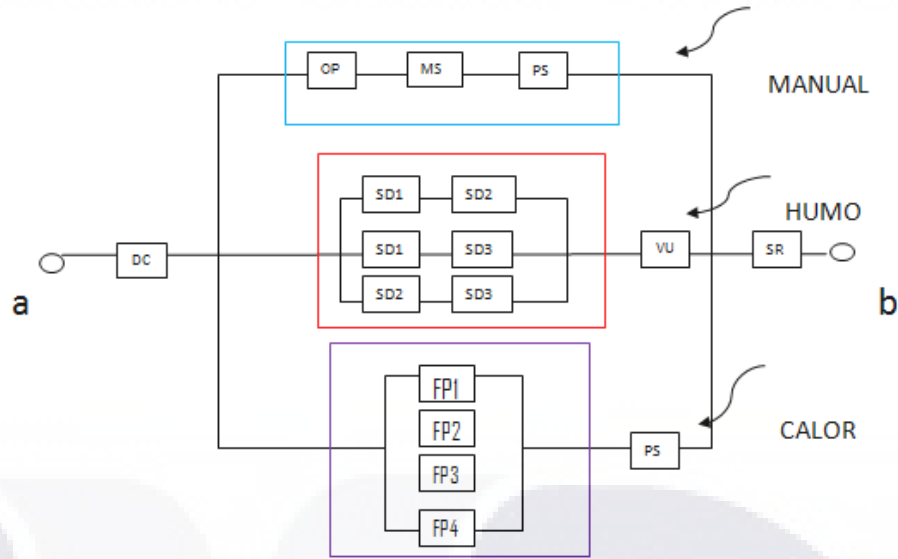 OP MS PS
MANUAL
SD1 SD2
HUMO
SD1 SD3 VU SR
DC
a b
SD2 SD3
FP1
FP2
CALOR
PS
FP3
FP4